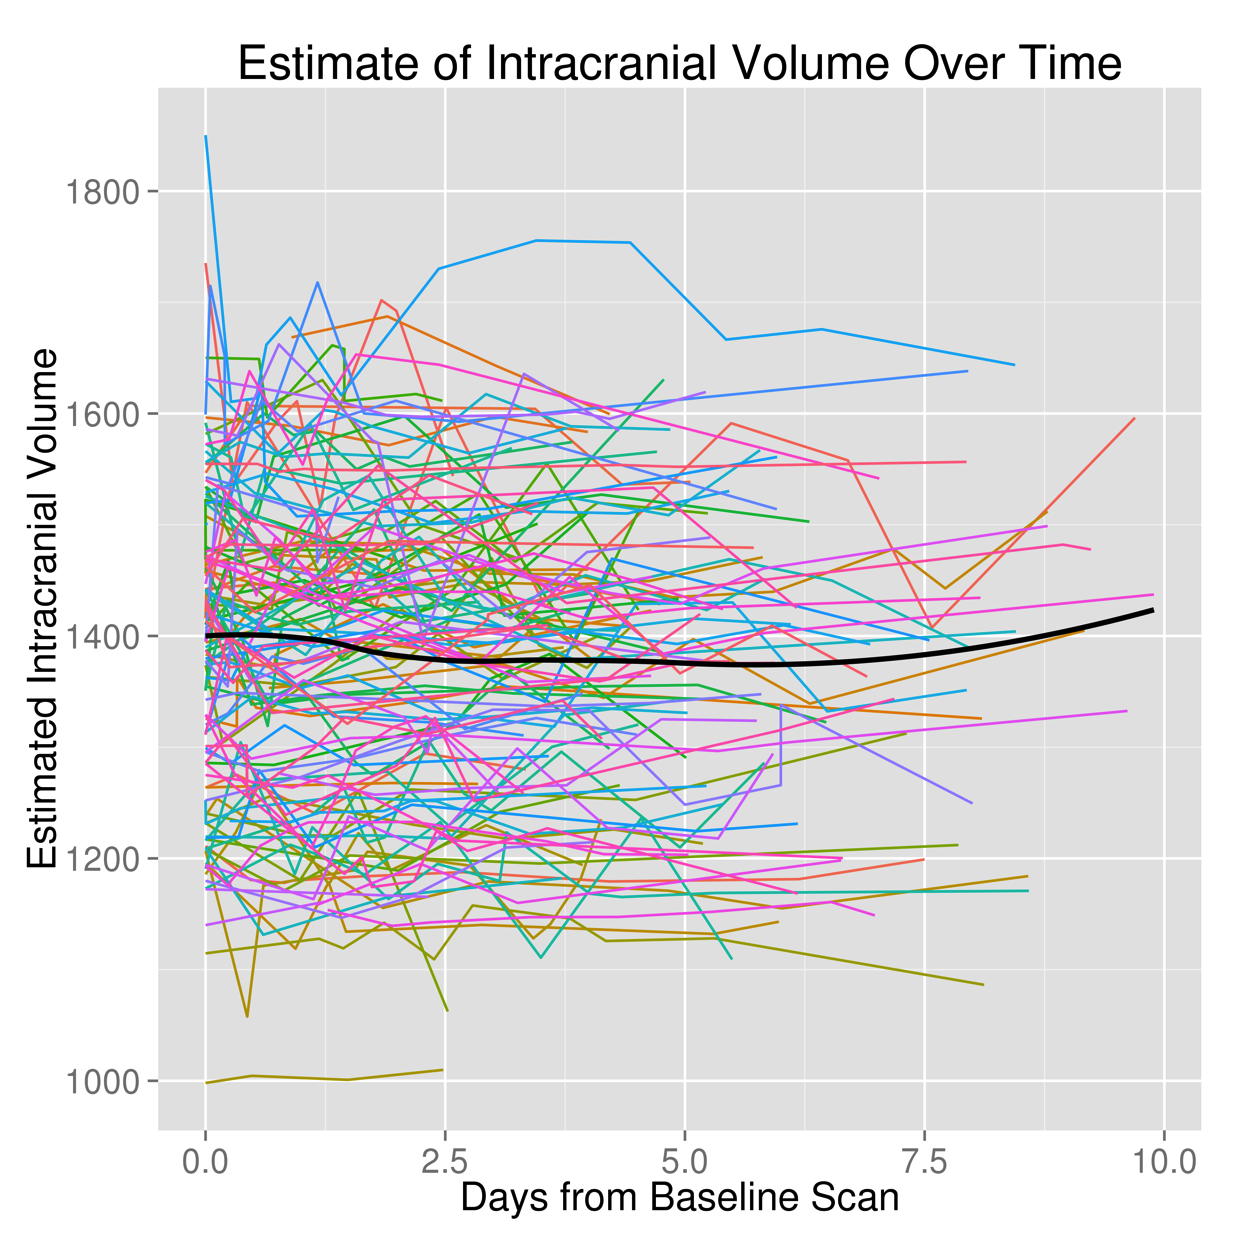 Estimate of Intracranial Volume Over Time
Estimated Intracranial Volume
1800
1600
1400
1200
1000
0.0 2.5 5.0 7.5 10.0
Days from Baseline Scan